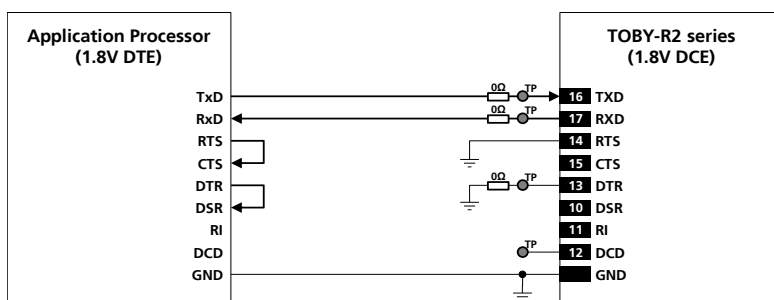 Application Processor
(1.8V DTE)
TOBY-R2 series
(1.8V DCE)
TxD
0Ω
TP
16
TXD
RxD
0Ω
TP
17
RXD
RTS
14
RTS
CTS
15
CTS
DTR
0Ω
TP
13
DTR
DSR
10
DSR
RI
11
RI
DCD
TP
12
DCD
GND
GND